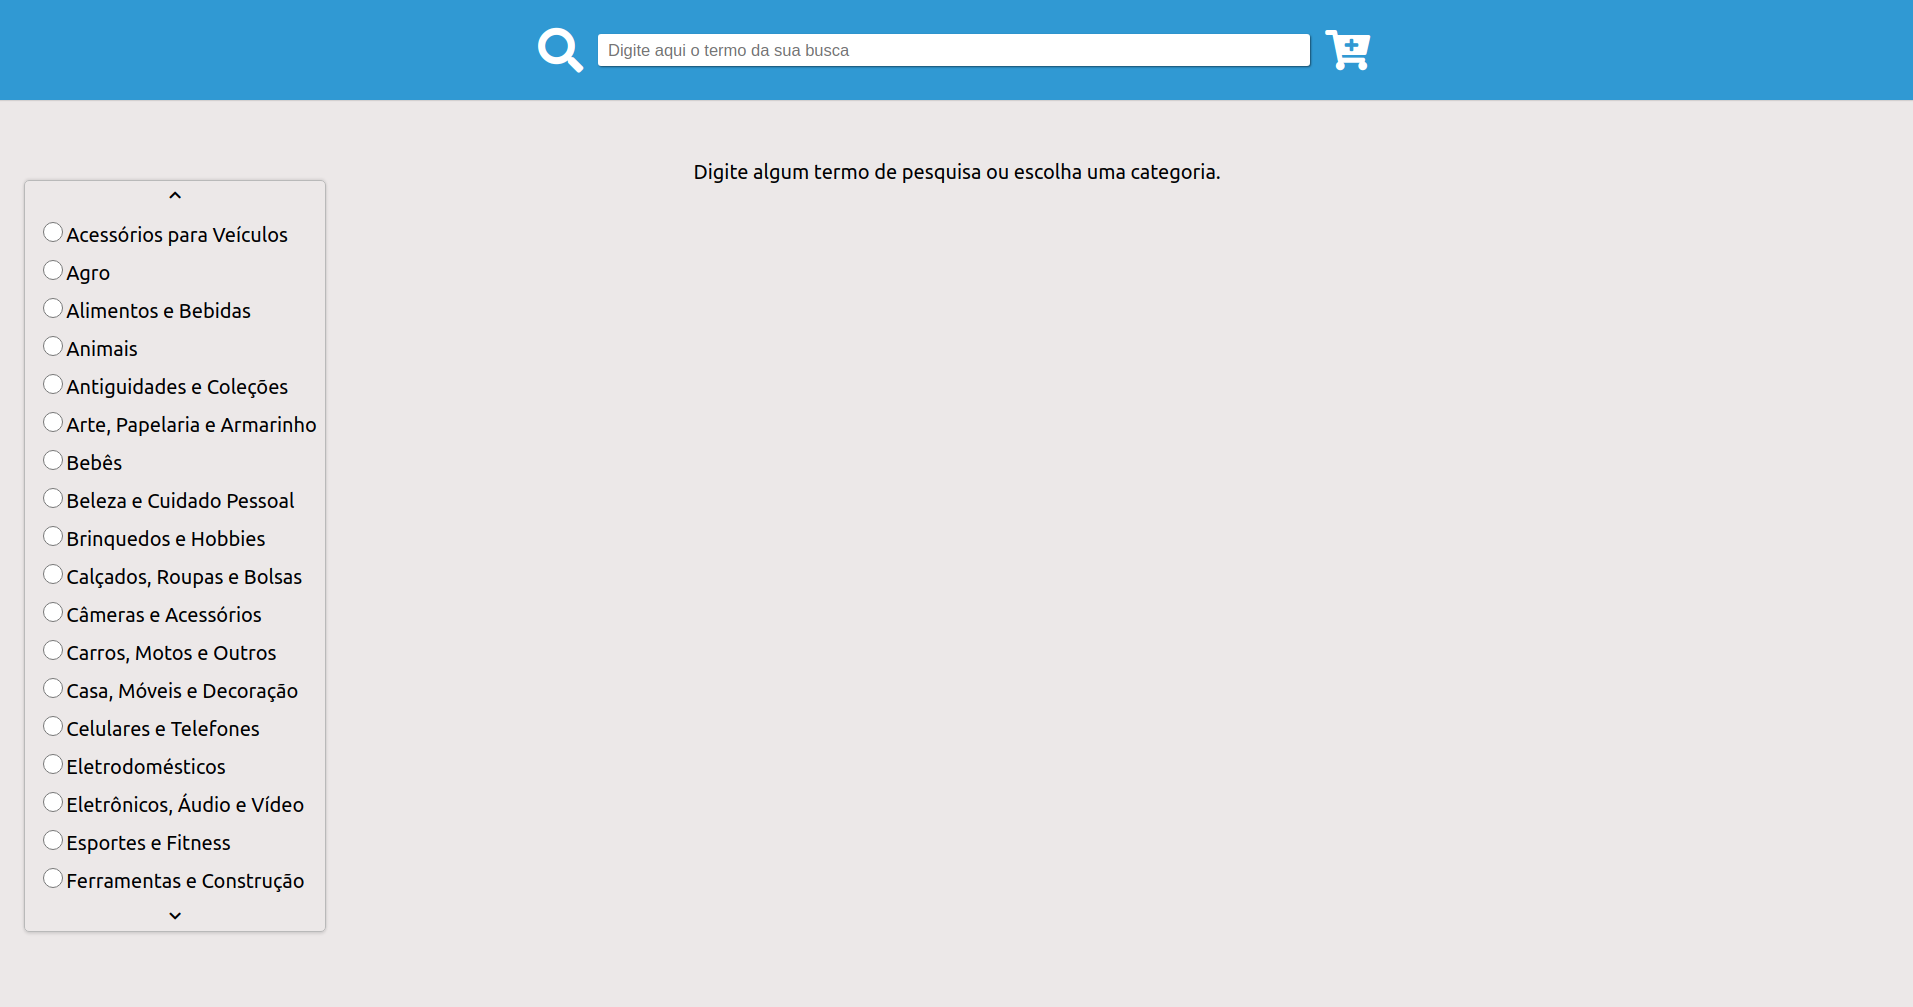 Digite aqui o termo da sua busca
Digite algum termo de pesquisa ou escolha uma categoria.
Acessórios para Veículos
Agro
Alimentos e Bebidas
Animais
Antiguidades e Coleções
Arte, Papelaria e Armarinho
Bebês
Beleza e Cuidado Pessoal
Brinquedos e Hobbies
Calçados, Roupas e Bolsas
Câmeras e Acessórios
Carros, Motos e Outros
Casa, Móveis e Decoração
Celulares e Telefones
Eletrodomésticos
Eletrônicos, Áudio e Vídeo
Esportes e Fitness
Ferramentas e Construção